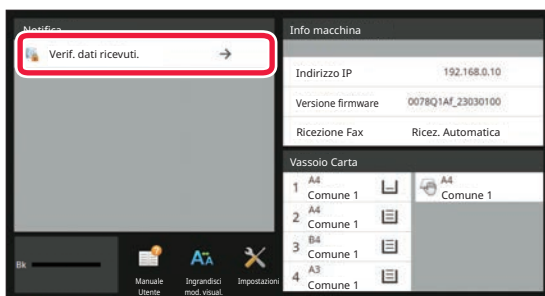 Notifica
Verif. dati ricevuti.
Info macchina
Indirizzo IP 192.168.0.10
Versione firmware 0078Q1Af_23030100
Ricezione Fax Ricez. Automatica
Vassoio Carta
1 A4
Comune 1
A4
Comune 1
2 A4
Comune 1
3 B4
Comune 1
4 A3
Comune 1
Bk
Manuale
Utente
Ingrandisci
mod. visual.
Impostazioni